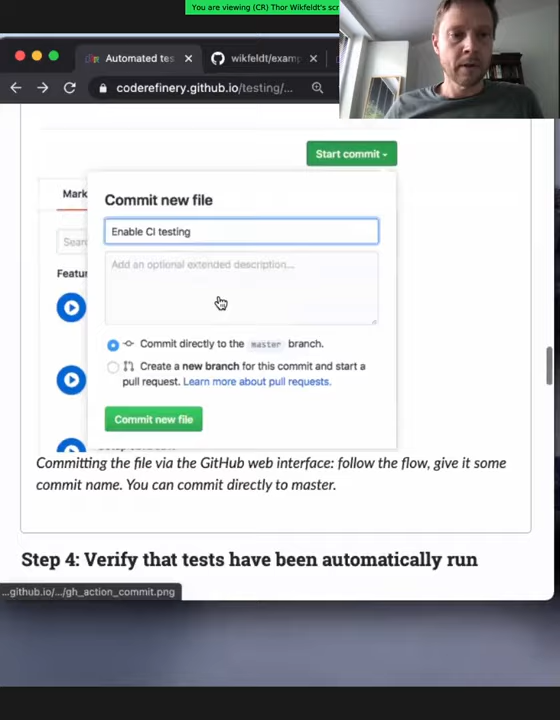 You are viewing (CR) Thor Wikfeldt's scr
Automated tes
wikfeldt/examp
coderefinery.github.io/testing/...
Start commit
Mark
Commit new file
Enable CI testing
Sear
Add an optional extended description...
Featur
Commit directly to the master branch.
Create a new branch for this commit and start a
pull request. Learn more about pull requests.
Commit new file
Committing the file via the GitHub web interface: follow the flow, give it some
commit name. You can commit directly to master.
Step 4: Verify that tests have been automatically run
...github.io/.../gh_action_commit.png